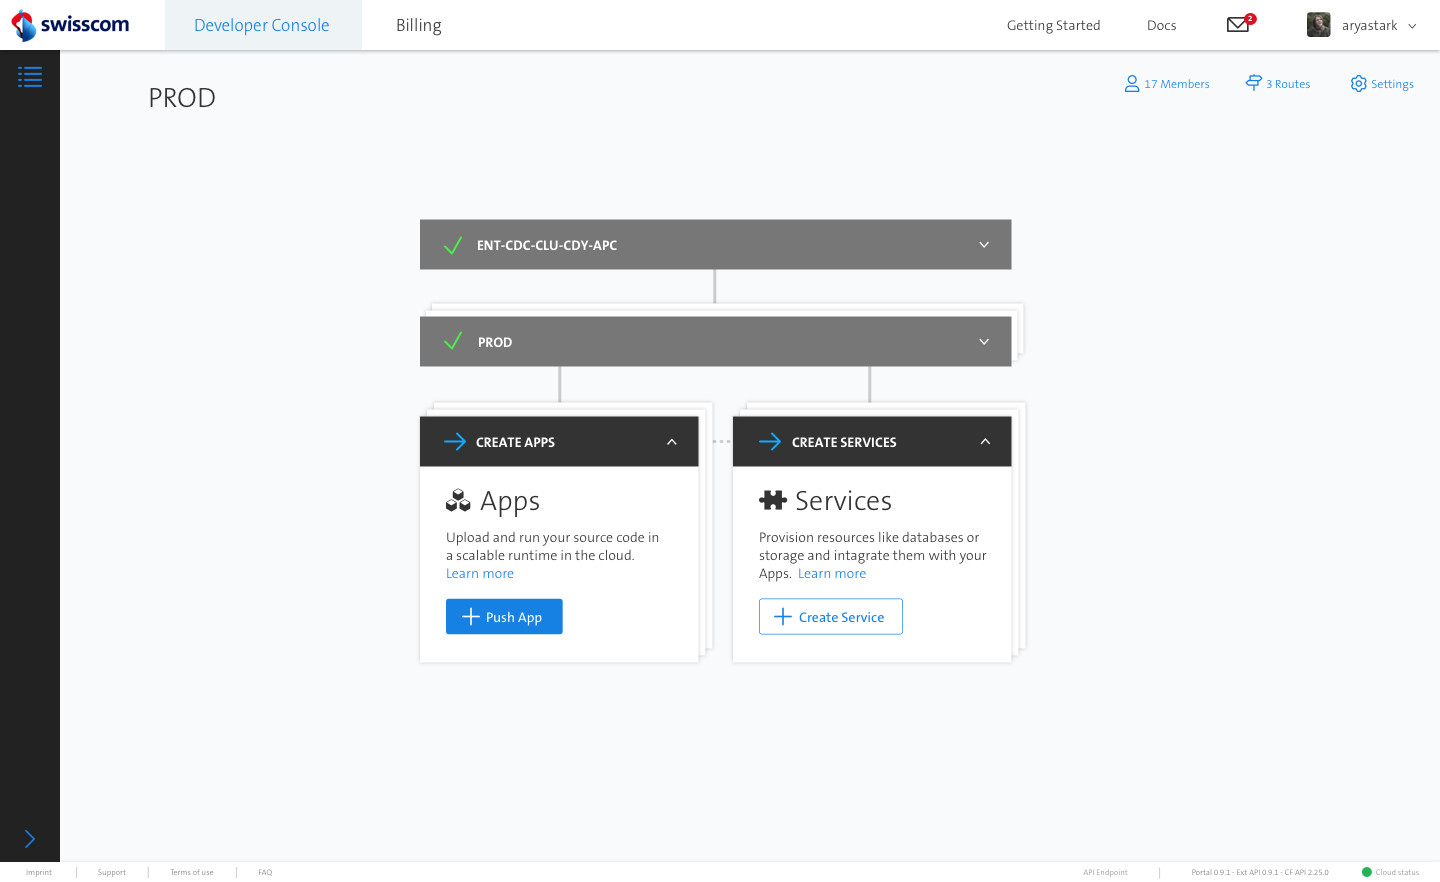 swisscom
Developer Console
Billing
Getting Started
Docs
2
aryastark
PROD
17 Members
3 Routes
Settings
ENT-CDC-CLU-CDY-APC
PROD
CREATE APPS
Apps
Upload and run your source code in
a scalable runtime in the cloud.
Learn more
Push App
CREATE SERVICES
Services
Provision resources like databases or
storage and intagrate them with your
Apps. Learn more
Create Service
Imprint
Support
Terms of use
FAQ
API Endpoint
Portal 0.9.1 - Ext API 0.9.1 - CF API 2.25.0
Cloud status